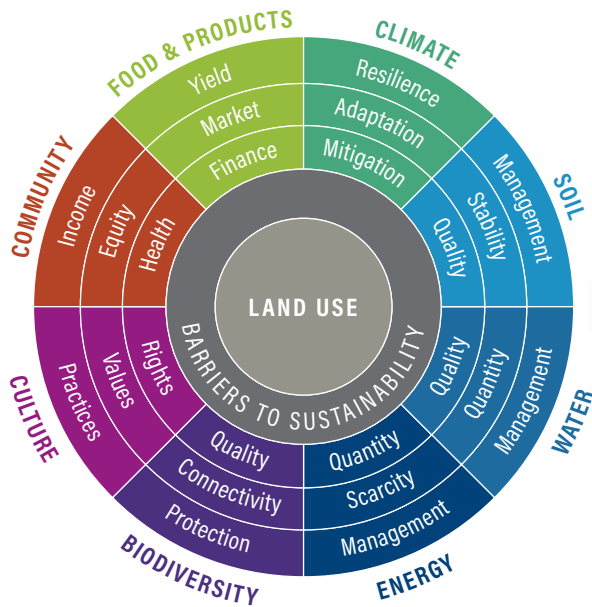 FOOD & PRODUCTS
Yield
Market
Finance
CLIMATE
Resilience
Adaptation
Mitigation
SOIL
Management
Stability
Quality
WATER
Management
Quantity
Quality
ENERGY
Quantity
Scarcity
Management
BIODIVERSITY
Quality
Connectivity
Protection
CULTURE
Practices
Values
Rights
COMMUNITY
Income
Equity
Health
LAND USE
BARRIERS TO SUSTAINABILITY